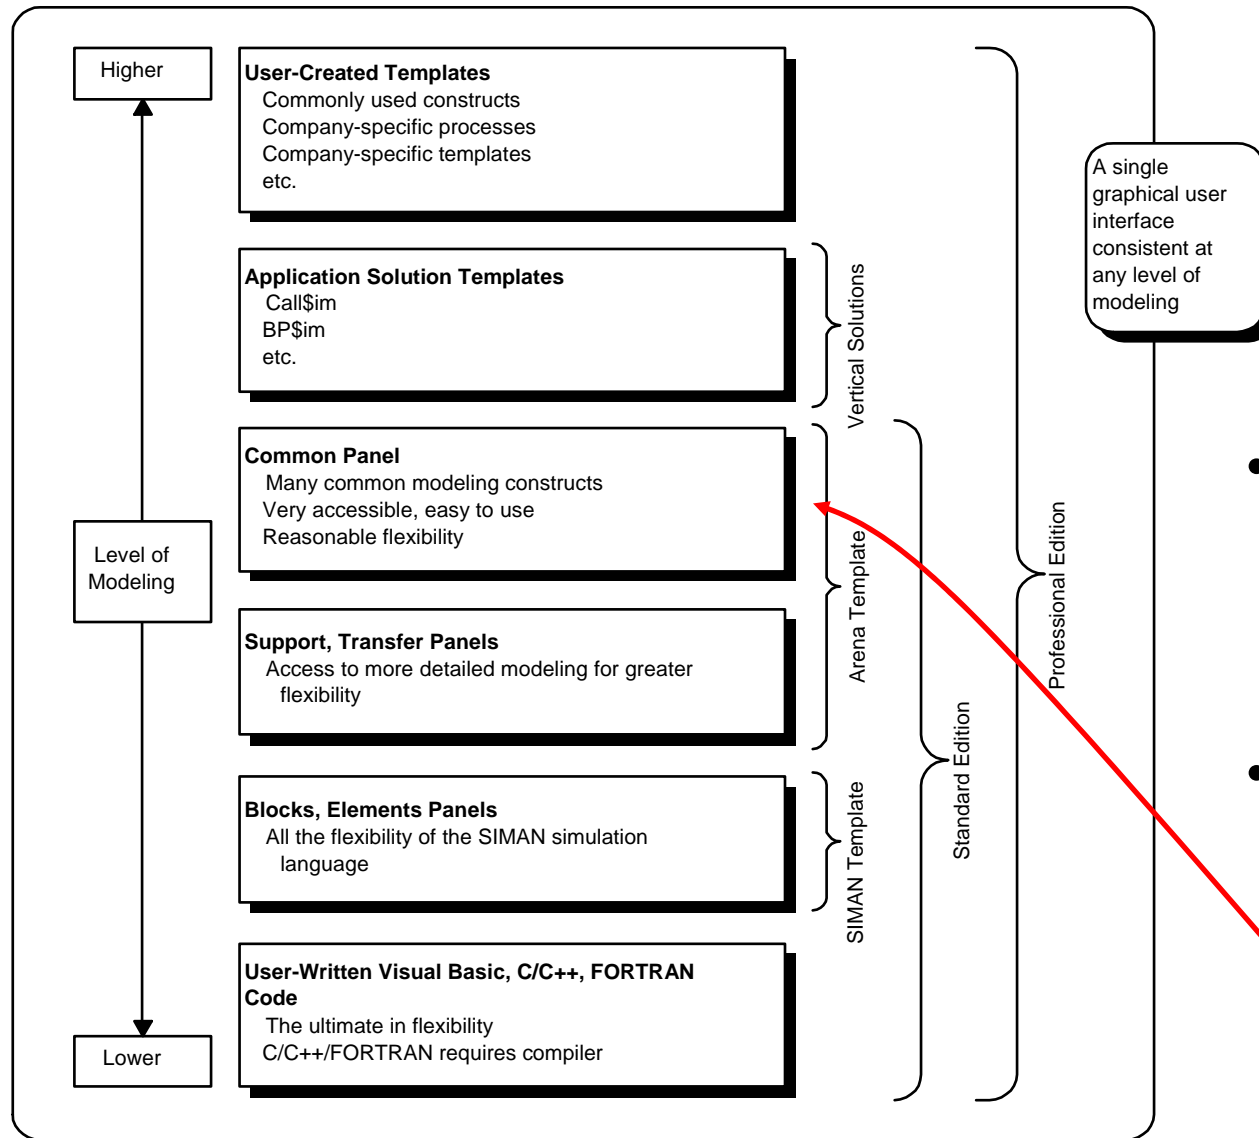 Higher
User-Created Templates
Commonly used constructs
Company-specific processes
Company-specific templates
etc.
A single
graphical user
interface
consistent at
any level of
modeling
Application Solution Templates
Call$im
BP$im
etc.
Vertical Solutions
Common Panel
Many common modeling constructs
Very accessible, easy to use
Reasonable flexibility
Level of
Modeling
Support, Transfer Panels
Access to more detailed modeling for greater
flexibility
Arena Template
Professional Edition
Blocks, Elements Panels
All the flexibility of the SIMAN simulation
language
SIMAN Template
Standard Edition
User-Written Visual Basic, C/C++, FORTRAN
Code
The ultimate in flexibility
C/C++/FORTRAN requires compiler
Lower